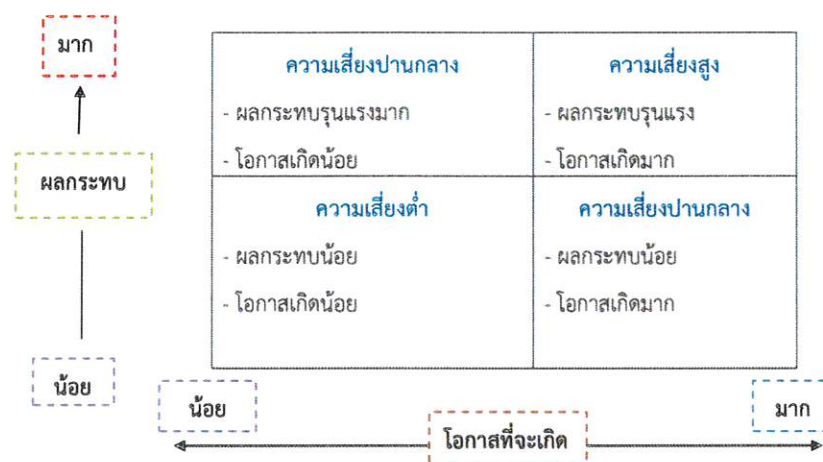 มาก
ผลกระทบ
น้อย
ความเสี่ยงปานกลาง
- ผลกระทบรุนแรงมาก
- โอกาสเกิดน้อย
ความเสี่ยงสูง
- ผลกระทบรุนแรง
- โอกาสเกิดมาก
ความเสี่ยงต่ำ
- ผลกระทบน้อย
- โอกาสเกิดน้อย
ความเสี่ยงปานกลาง
- ผลกระทบน้อย
- โอกาสเกิดมาก
น้อย
โอกาสที่จะเกิด
มาก